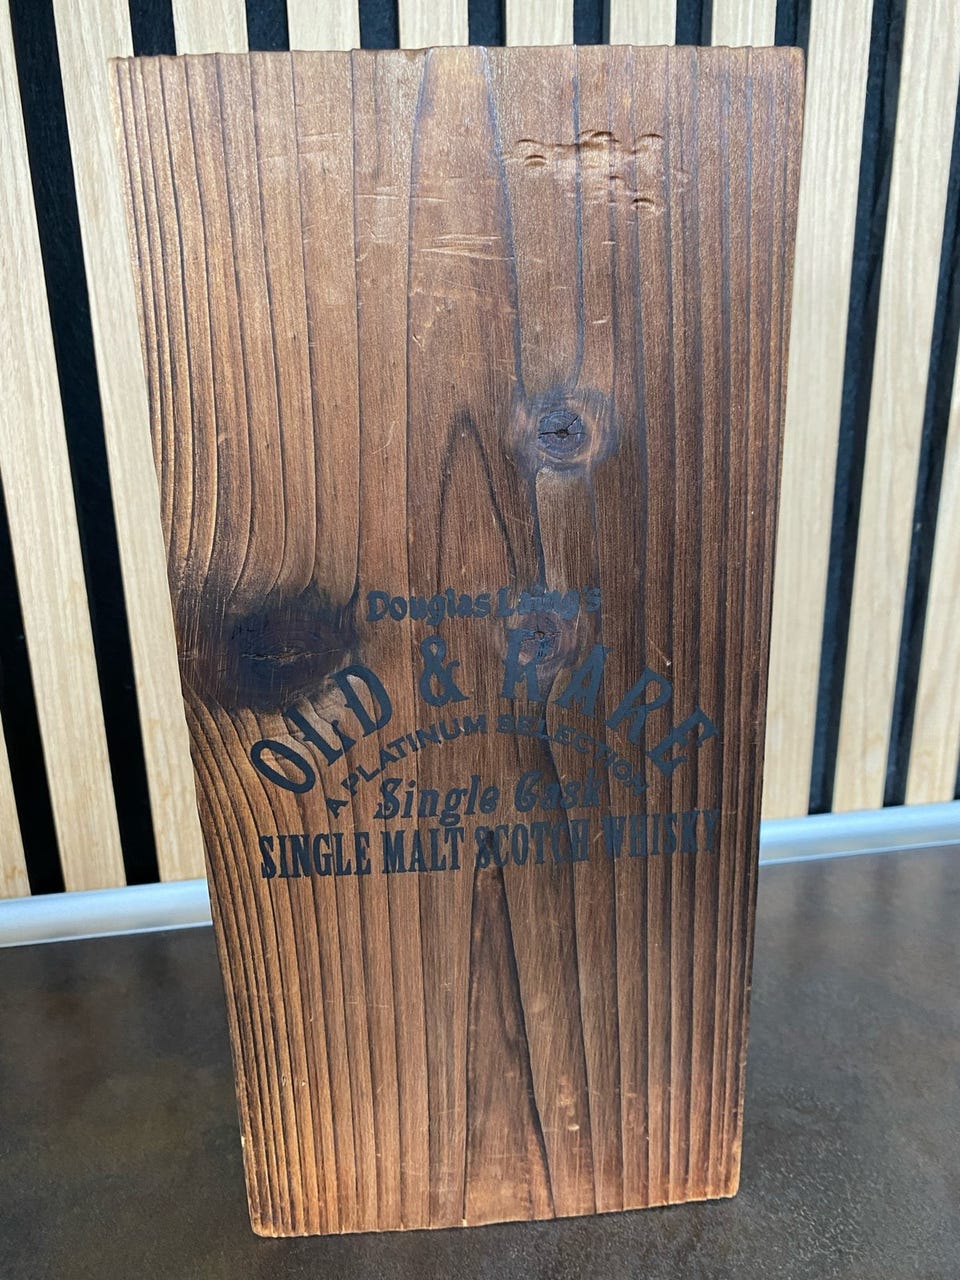 Douglas Laing's
OLD & RARE
A PLATINUM SELECTION
Single Cask
SINGLE MALT SCOTCH WHISKY